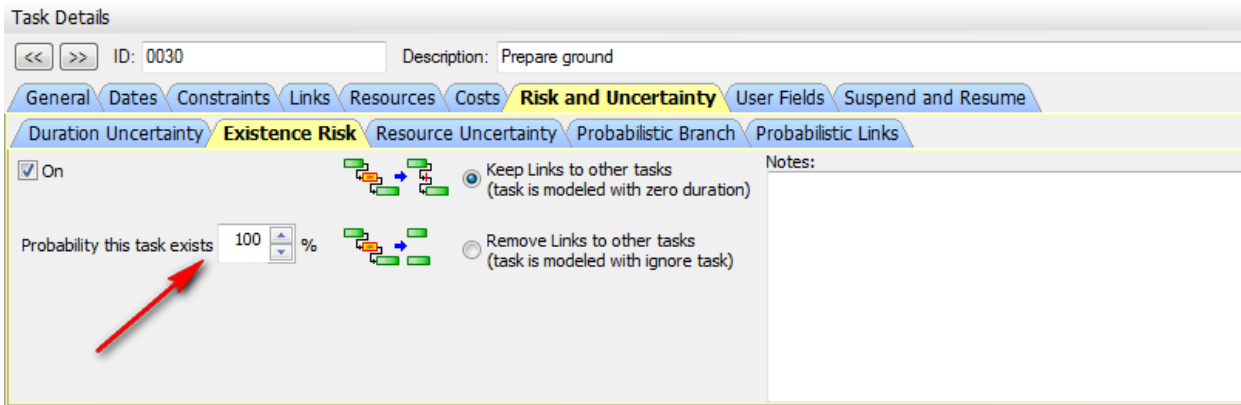 Task Details
<< >> ID: 0030 Description: Prepare ground
General Dates Constraints Links Resources Costs Risk and Uncertainty User Fields Suspend and Resume
Duration Uncertainty Existence Risk Resource Uncertainty Probabilistic Branch Probabilistic Links
On
Keep Links to other tasks
(task is modeled with zero duration)
Notes:
Probability this task exists 100 %
Remove Links to other tasks
(task is modeled with ignore task)